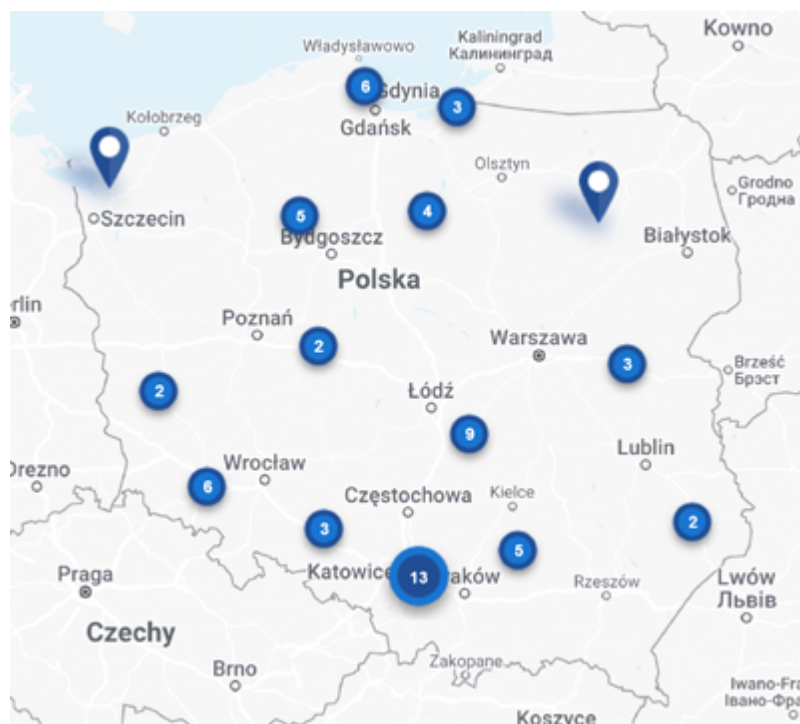 Kowno
Władysławowo
Kaliningrad
Калининград
6
Gdynia
3
Gdańsk
Kołobrzeg
Olsztyn
Grodno
Гродна
Szczecin
5
4
Bydgoszcz
Białystok
Polska
rlin
Poznań
2
Warszawa
3
Brześć
Брэст
2
Łódź
9
Lublin
Drezno
Wrocław
6
Częstochowa
Kielce
3
5
2
Katowice
13
aków
Praga
Rzeszów
Lwów
Львів
Czechy
Brno
Zakopane
Iwano-Fra
Івано-Фра
Koszyce